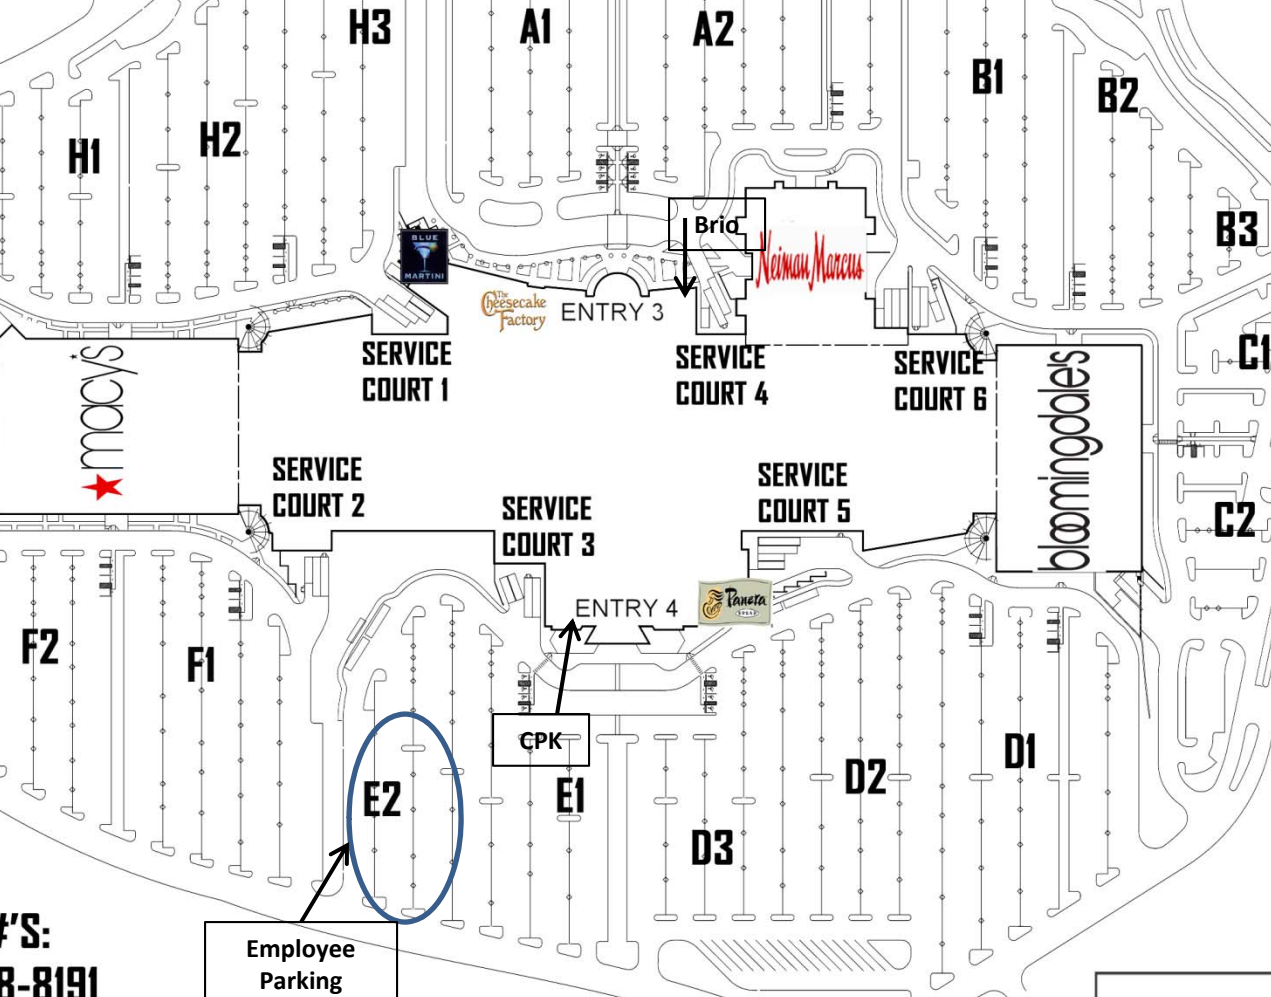 H3
A1
A2
B1
B2
H1
H2
B3
Brio
BLUE
MARTINI
Neiman Marcus
The
Cheesecake
Factory
ENTRY 3
SERVICE
COURT 1
SERVICE
COURT 4
SERVICE
COURT 6
C1
macy's
bloomingdale's
SERVICE
COURT 2
SERVICE
COURT 3
SERVICE
COURT 5
C2
ENTRY 4
Panera
BREAD
F2
F1
CPK
E2
E1
D3
D2
D1
#'S:
8-8191
Employee
Parking